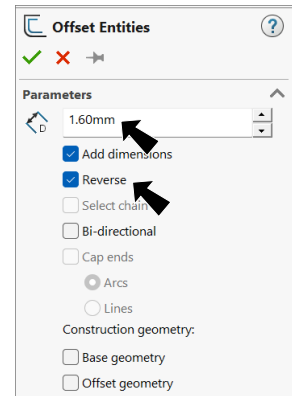 Offset Entities
?
Parameters
D
1.60mm
Add dimensions
Reverse
Select chain
Bi-directional
Cap ends
Arcs
Lines
Construction geometry:
Base geometry
Offset geometry